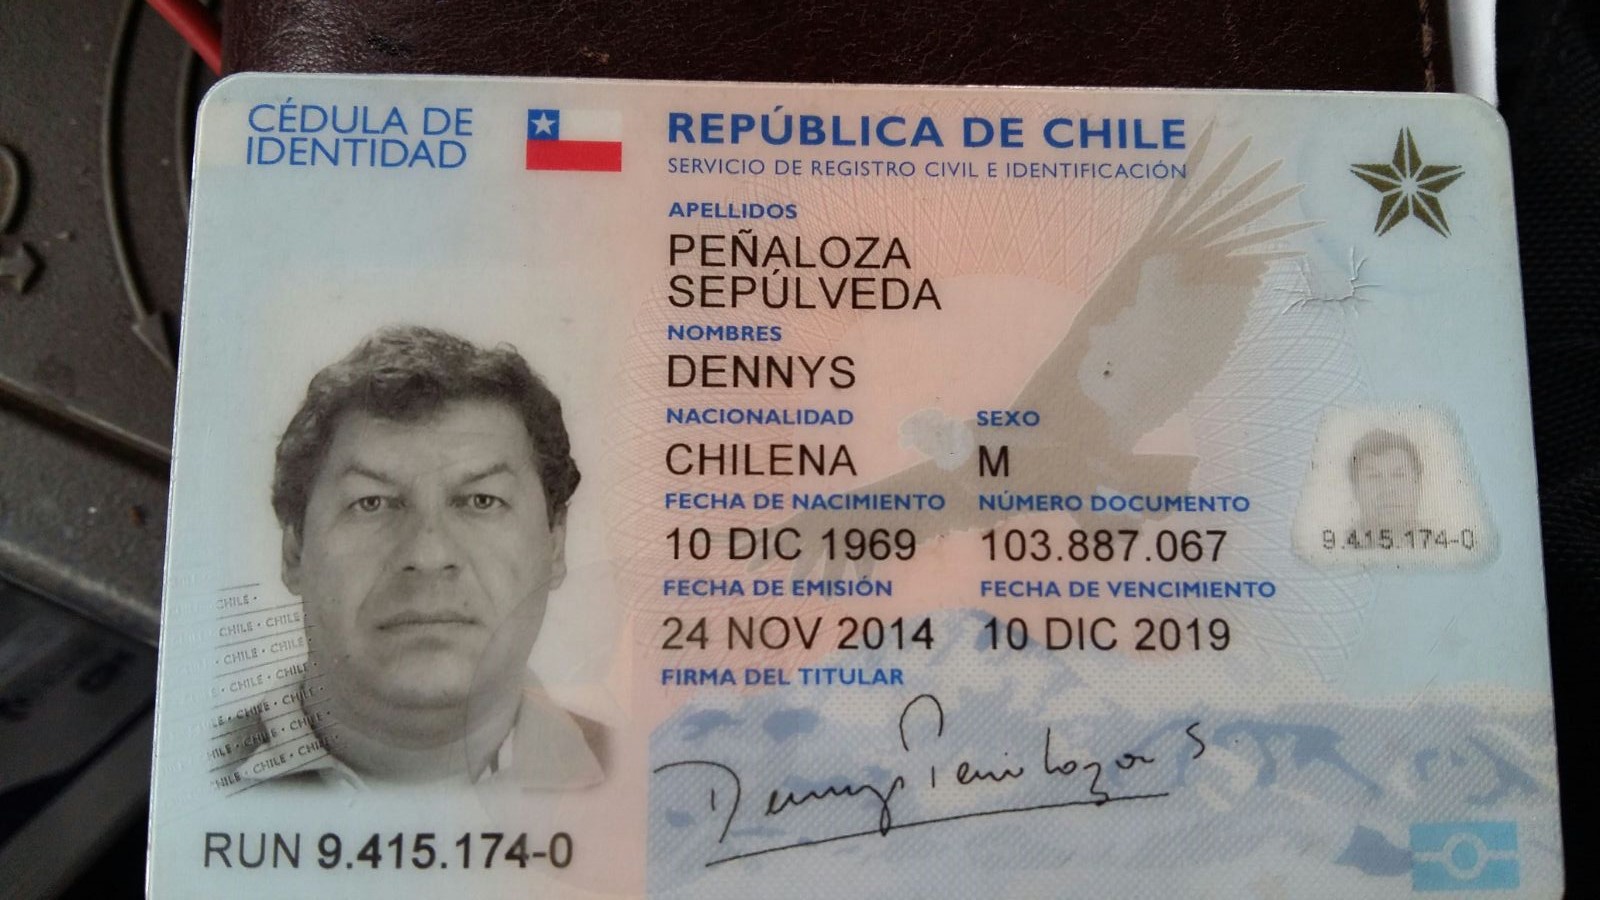 CÉDULA DE
IDENTIDAD
REPÚBLICA DE CHILE
SERVICIO DE REGISTRO CIVIL E IDENTIFICACIÓN
APELLIDOS
PEÑALOZA
SEPÚLVEDA
NOMBRES
DENNYS
NACIONALIDAD SEXO
CHILENA M
FECHA DE NACIMIENTO NÚMERO DOCUMENTO
10 DIC 1969 103.887.067
9.415.174-0
FECHA DE EMISIÓN FECHA DE VENCIMIENTO
24 NOV 2014 10 DIC 2019
FIRMA DEL TITULAR
Dennys Peñaloza S.
CHILE •
CHILE • CHILE •
CHILE • CHILE •
CHILE • CHILE
CHILE • CHILE
CHILE • CHILE
CHILE • CHILE
RUN 9.415.174-0